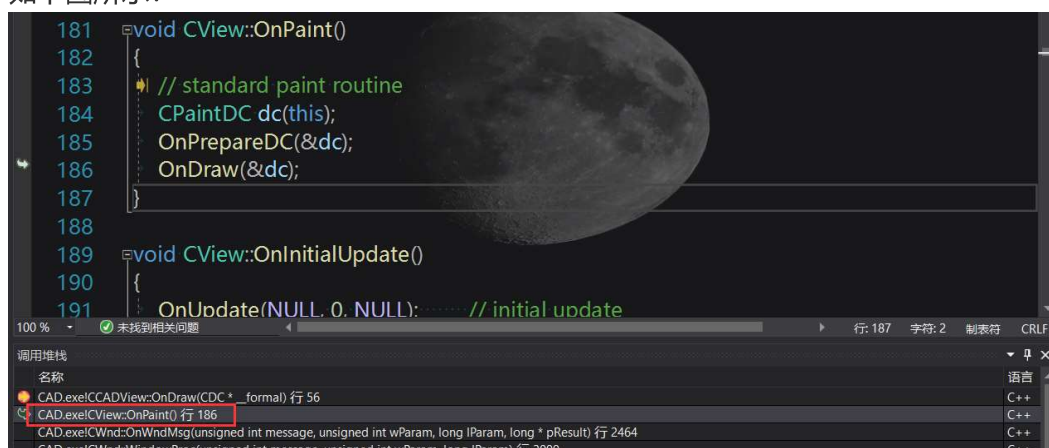 181 void CView::OnPaint()
182 {
183 // standard paint routine
184 CPaintDC dc(this);
185 OnPrepareDC(&dc);
186 OnDraw(&dc);
187 }
188
189 void CView::OnInitialUpdate()
190 {
191 OnUpdate(NULL, 0, NULL); // initial update
100 % 未找到相关问题 行: 187 字符: 2 制表符 CRLF
调用堆栈
名称 语言
CAD.exe!CCADView::OnDraw(CDC * __formal) 行 56 C++
CAD.exe!CView::OnPaint() 行 186 C++
CAD.exe!CWnd::OnWndMsg(unsigned int message, unsigned int wParam, long lParam, long * pResult) 行 2464 C++